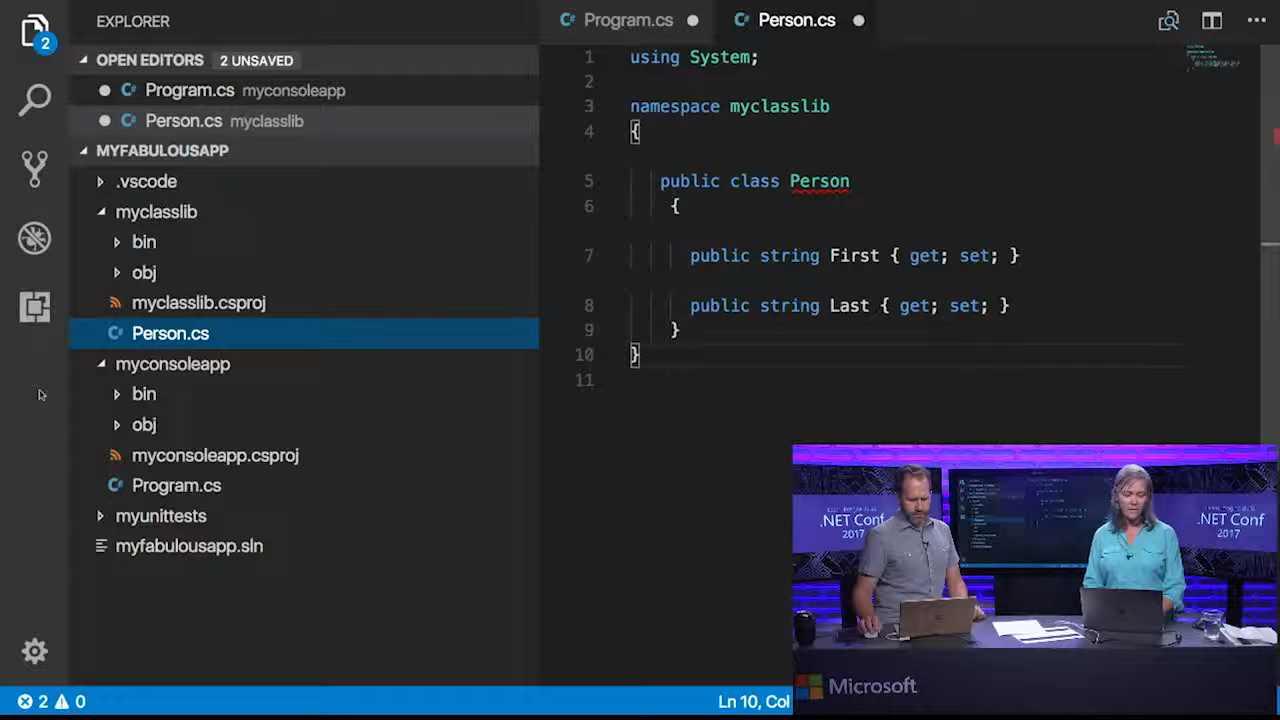 EXPLORER
OPEN EDITORS 2 UNSAVED
Program.cs myconsoleapp
Person.cs myclasslib
MYFABULOUSAPP
.vscode
myclasslib
bin
obj
myclasslib.csproj
Person.cs
myconsoleapp
bin
obj
myconsoleapp.csproj
Program.cs
myunittests
myfabulousapp.sln
2
Program.cs
Person.cs
1 using System;
2
3 namespace myclasslib
4 {
5 public class Person
6 {
7 public string First { get; set; }
8 public string Last { get; set; }
9 }
10 }
11
2 0
Ln 10, Col
.NET Conf
2017
.NET Conf
2017
Microsoft